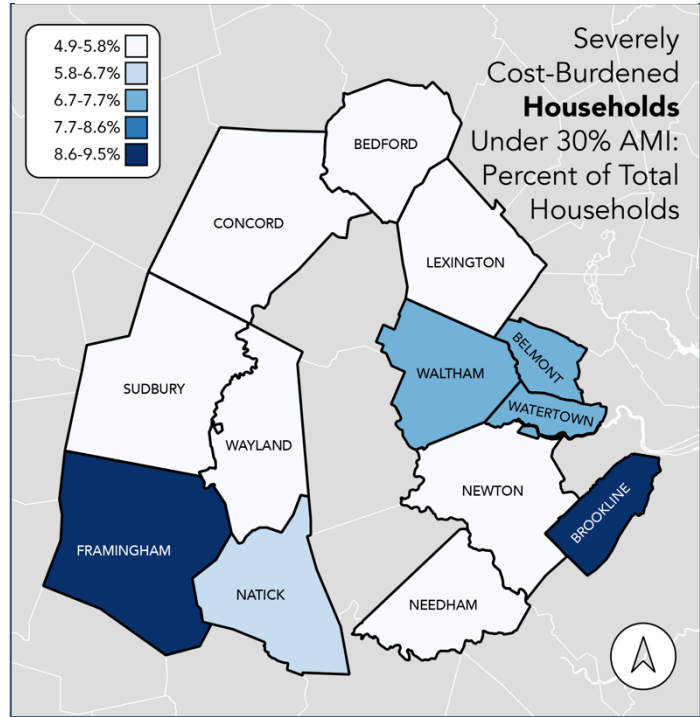 4.9-5.8%
5.8-6.7%
6.7-7.7%
7.7-8.6%
8.6-9.5%
Severely
Cost-Burdened
Households
Under 30% AMI:
Percent of Total
Households
BEDFORD
CONCORD
LEXINGTON
BELMONT
WALTHAM
SUDBURY
WATERTOWN
WAYLAND
NEWTON
BROOKLINE
FRAMINGHAM
NATICK
NEEDHAM